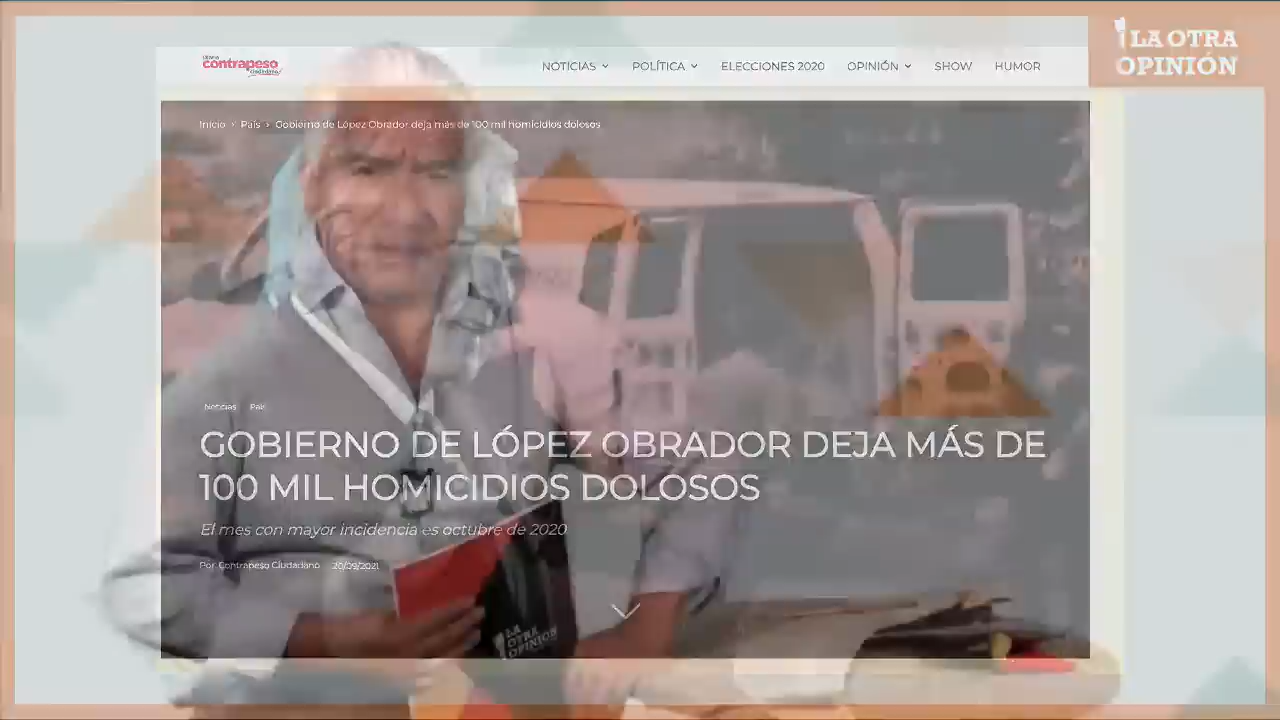 ¡LA OTRA
OPINIÓN
contrapeso
ciudadano
NOTICIAS POLÍTICA ELECCIONES 2020 OPINIÓN SHOW HUMOR
Inicio › País › Gobierno de López Obrador deja más de 100 mil homicidios dolosos
Noticias País
GOBIERNO DE LÓPEZ OBRADOR DEJA MÁS DE
100 MIL HOMICIDIOS DOLOSOS
El mes con mayor incidencia es octubre de 2020
Por Contrapeso Ciudadano 20/09/2021
¡LA
OTRA
OPINIÓN